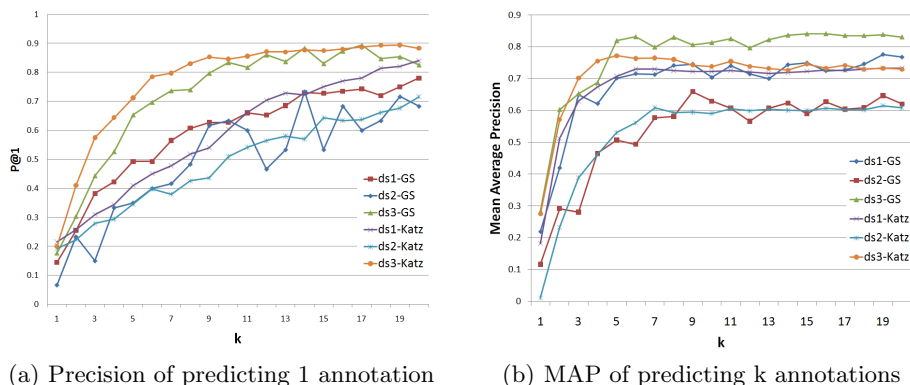 1
0.9
0.8
0.7
0.6
0.5
0.4
0.3
0.2
0.1
0
P@1
1 3 5 7 9 11 13 15 17 19
k
ds1-GS
ds2-GS
ds3-GS
ds1-Katz
ds2-Katz
ds3-Katz
(a) Precision of predicting 1 annotation
0.9
0.8
0.7
0.6
0.5
0.4
0.3
0.2
0.1
0
Mean Average Precision
1 3 5 7 9 11 13 15 17 19
k
ds1-GS
ds2-GS
ds3-GS
ds1-Katz
ds2-Katz
ds3-Katz
(b) MAP of predicting k annotations